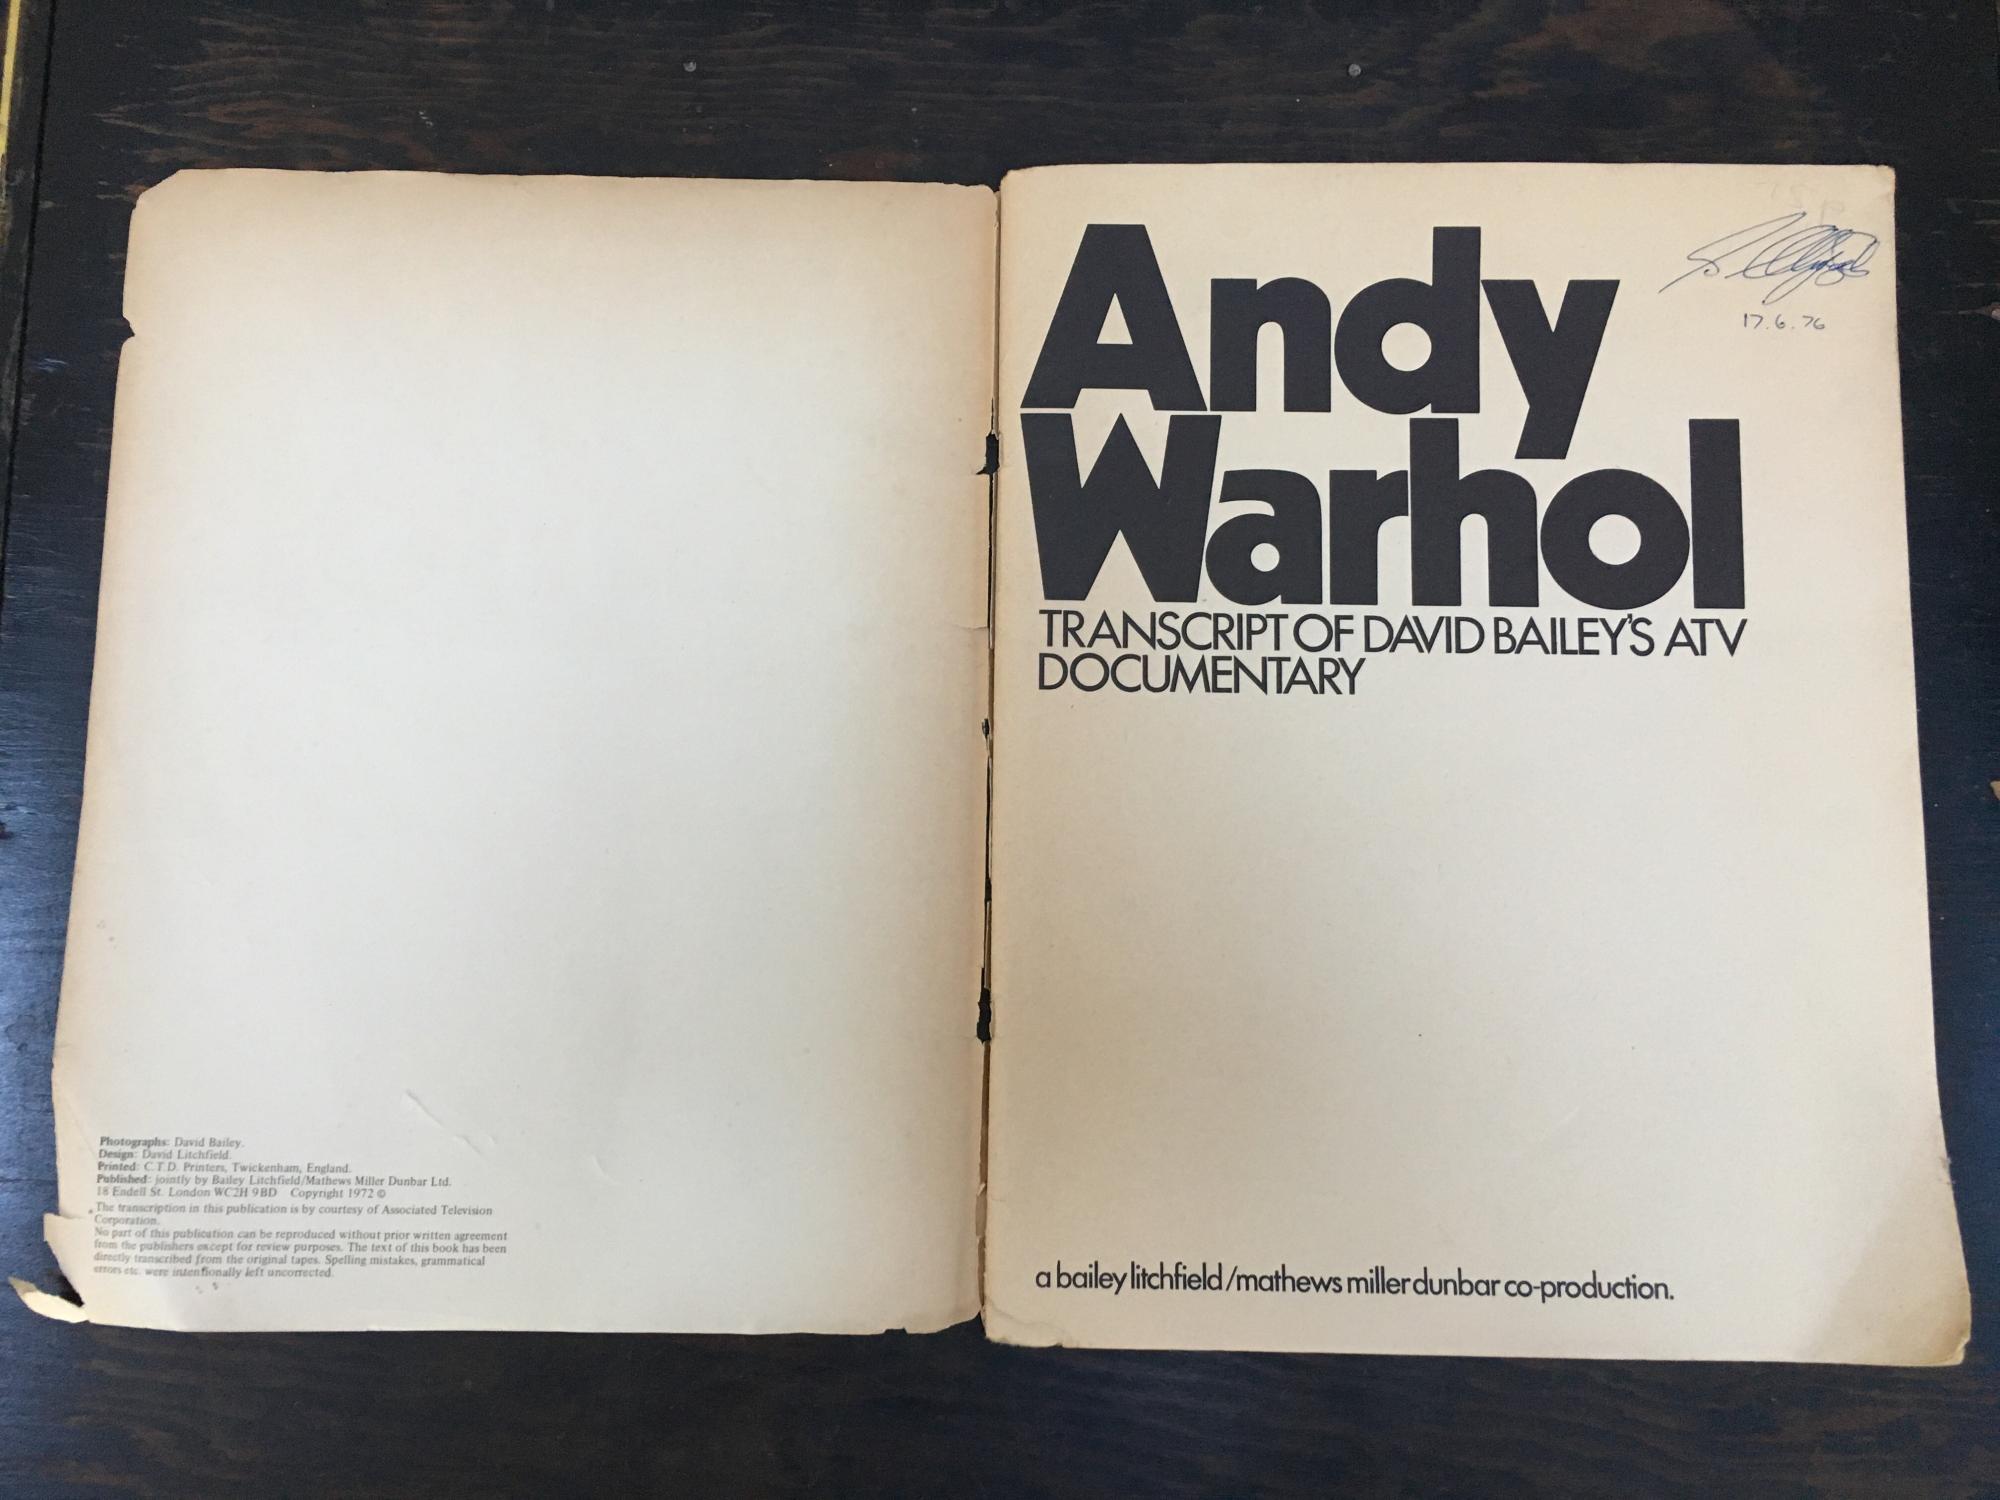 Photographs: David Bailey.
Design: David Litchfield.
Printed: C.T.D. Printers, Twickenham, England.
Published: jointly by Bailey Litchfield/Mathews Miller Dunbar Ltd.
18 Endell St. London WC2H 9BD Copyright 1972 ©
The transcription in this publication is by courtesy of Associated Television
Corporation.
No part of this publication can be reproduced without prior written agreement
from the publishers except for review purposes. The text of this book has been
directly transcribed from the original tapes. Spelling mistakes, grammatical
errors etc. were intentionally left uncorrected.
Andy
Warhol
TRANSCRIPT OF DAVID BAILEY'S ATV
DOCUMENTARY
17.6.76
a bailey litchfield/mathews miller dunbar co-production.